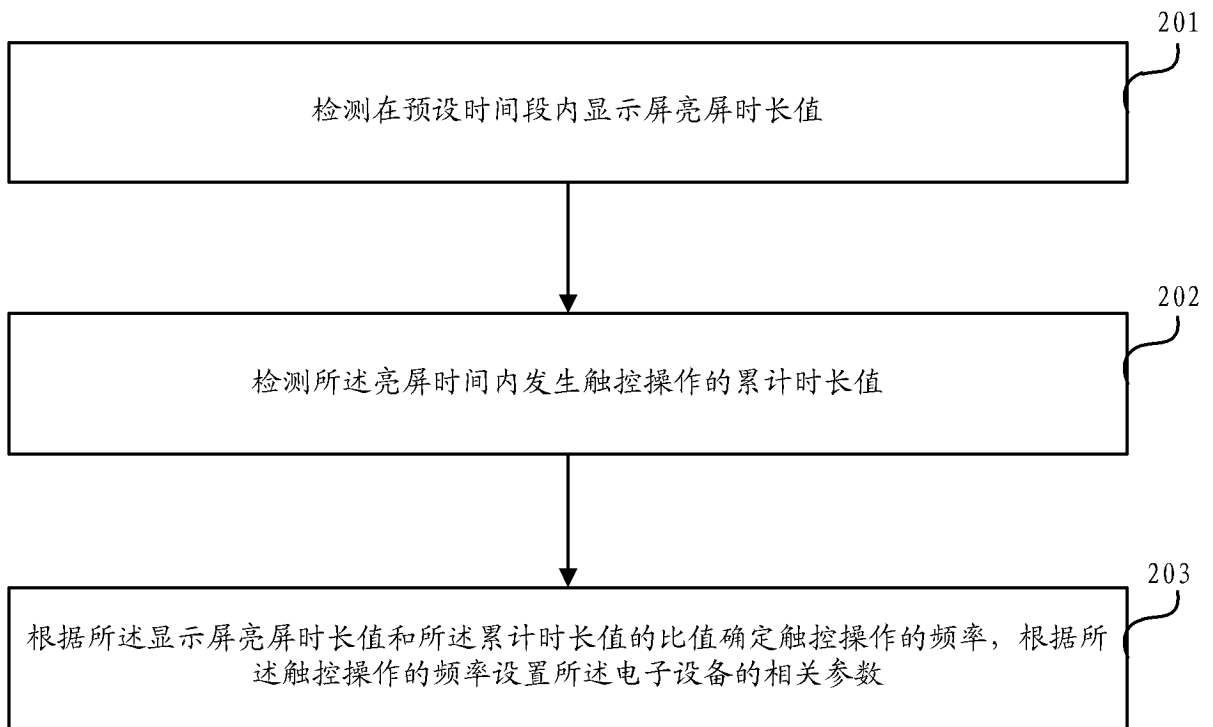 201
检测在预设时间段内显示屏亮屏时长值
202
检测所述亮屏时间内发生触控操作的累计时长值
203
根据所述显示屏亮屏时长值和所述累计时长值的比值确定触控操作的频率，根据所
述触控操作的频率设置所述电子设备的相关参数